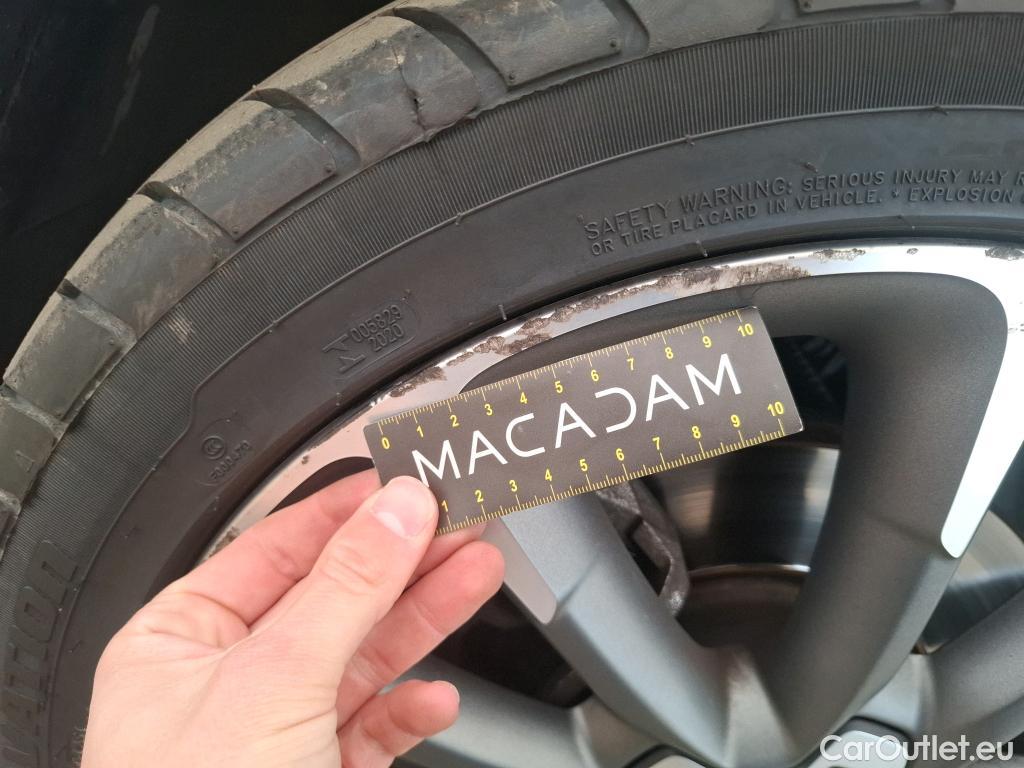 SAFETY WARNING: SERIOUS INJURY MAY R
OR TIRE PLACARD IN VEHICLE. * EXPLOSION
005829
2020
0 1 2 3 4 5 6 7 8 9 10
MACADAM
1 2 3 4 5 6 7 8 9 10
CarOutlet.eu